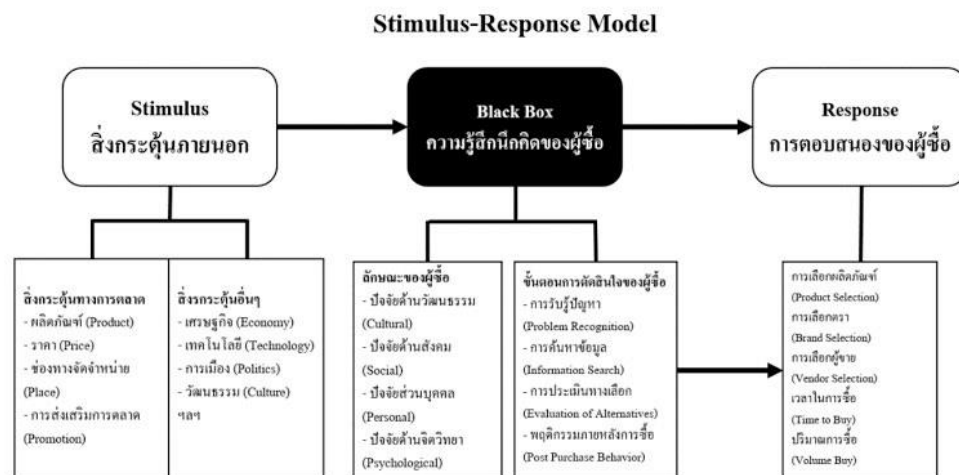 Stimulus-Response Model
Stimulus
สิ่งกระตุ้นภายนอก
Black Box
ความรู้สึกนึกคิดของผู้ซื้อ
Response
การตอบสนองของผู้ซื้อ
สิ่งกระตุ้นทางการตลาด
- ผลิตภัณฑ์ (Product)
- ราคา (Price)
- ช่องทางจัดจำหน่าย
(Place)
- การส่งเสริมการตลาด
(Promotion)
สิ่งรกระตุ้นอื่นๆ
- เศรษฐกิจ (Economy)
- เทคโนโลยี (Technology)
- การเมือง (Politics)
- วัฒนธรรม (Culture)
ฯลฯ
ลักษณะของผู้ซื้อ
- ปัจจัยด้านวัฒนธรรม
(Cultural)
- ปัจจัยด้านสังคม
(Social)
- ปัจจัยส่วนบุคคล
(Personal)
- ปัจจัยด้านจิตวิทยา
(Psychological)
ขั้นตอนการตัดสินใจของผู้ซื้อ
- การรับรู้ปัญหา
(Problem Recognition)
- การค้นหาข้อมูล
(Information Search)
- การประเมินทางเลือก
(Evaluation of Alternatives)
- พฤติกรรมภายหลังการซื้อ
(Post Purchase Behavior)
การเลือกผลิตภัณฑ์
(Product Selection)
การเลือกตรา
(Brand Selection)
การเลือกผู้ขาย
(Vendor Selection)
เวลาในการซื้อ
(Time to Buy)
ปริมาณการซื้อ
(Volume Buy)